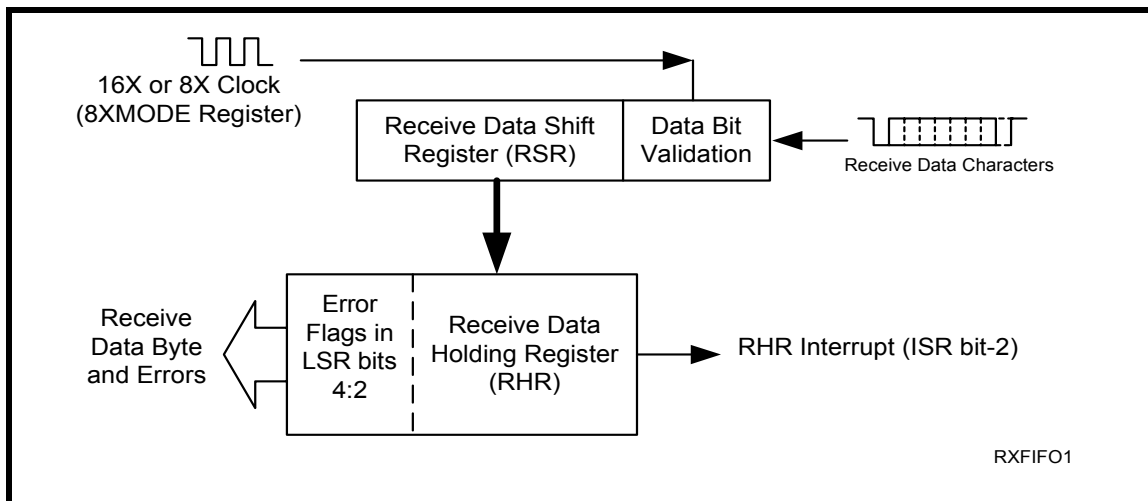 16X or 8X Clock
(8XMODE Register)
Receive Data Shift
Register (RSR)
Data Bit
Validation
Receive Data Characters
Receive
Data Byte
and Errors
Error
Flags in
LSR bits
4:2
Receive Data
Holding Register
(RHR)
RHR Interrupt (ISR bit-2)
RXFIFO1